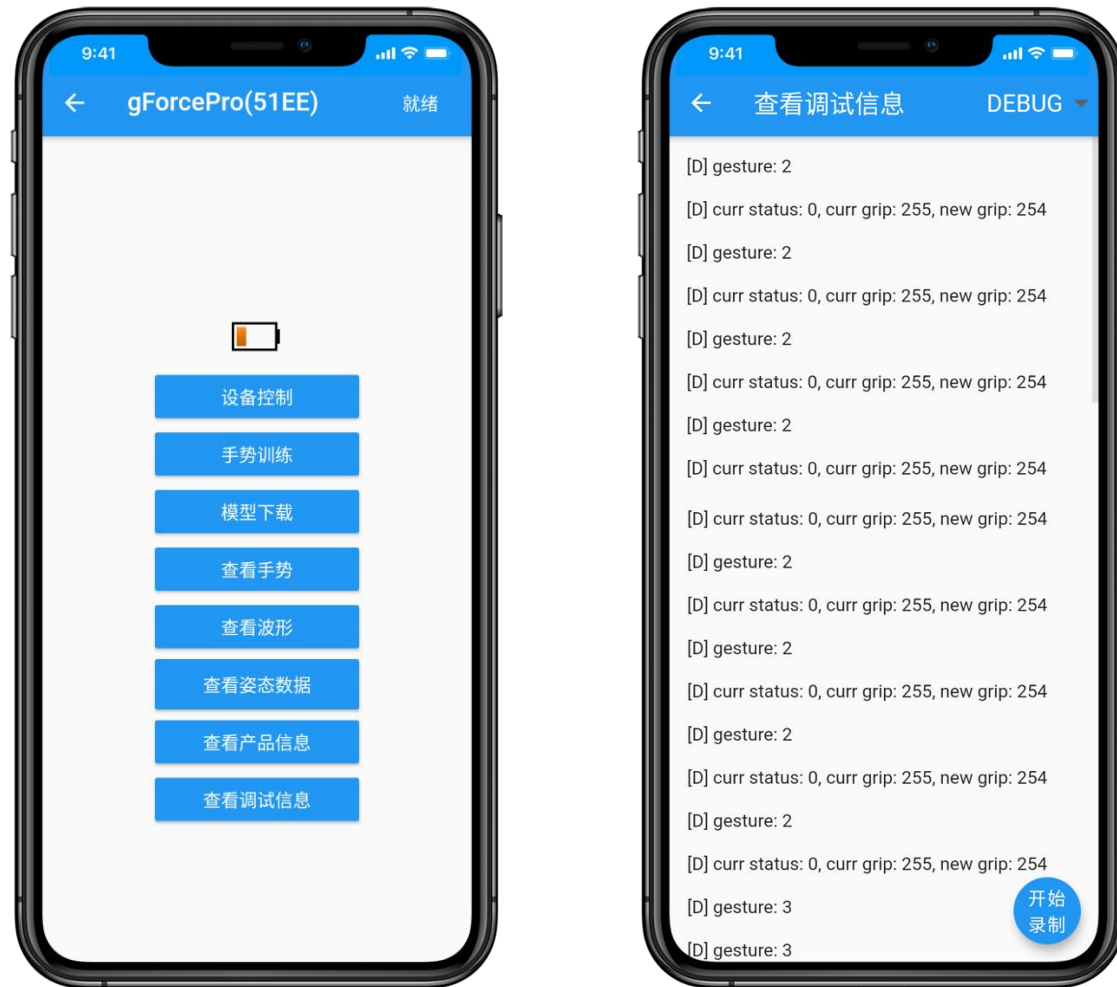 9:41
gForcePro(51EE)
就绪
设备控制
手势训练
模型下载
查看手势
查看波形
查看姿态数据
查看产品信息
查看调试信息
9:41
查看调试信息
DEBUG
[D] gesture: 2
[D] curr status: 0, curr grip: 255, new grip: 254
[D] gesture: 2
[D] curr status: 0, curr grip: 255, new grip: 254
[D] gesture: 2
[D] curr status: 0, curr grip: 255, new grip: 254
[D] gesture: 2
[D] curr status: 0, curr grip: 255, new grip: 254
[D] curr status: 0, curr grip: 255, new grip: 254
[D] gesture: 2
[D] curr status: 0, curr grip: 255, new grip: 254
[D] gesture: 2
[D] curr status: 0, curr grip: 255, new grip: 254
[D] gesture: 2
[D] curr status: 0, curr grip: 255, new grip: 254
[D] gesture: 2
[D] curr status: 0, curr grip: 255, new grip: 254
[D] gesture: 3
[D] gesture: 3
开始
录制